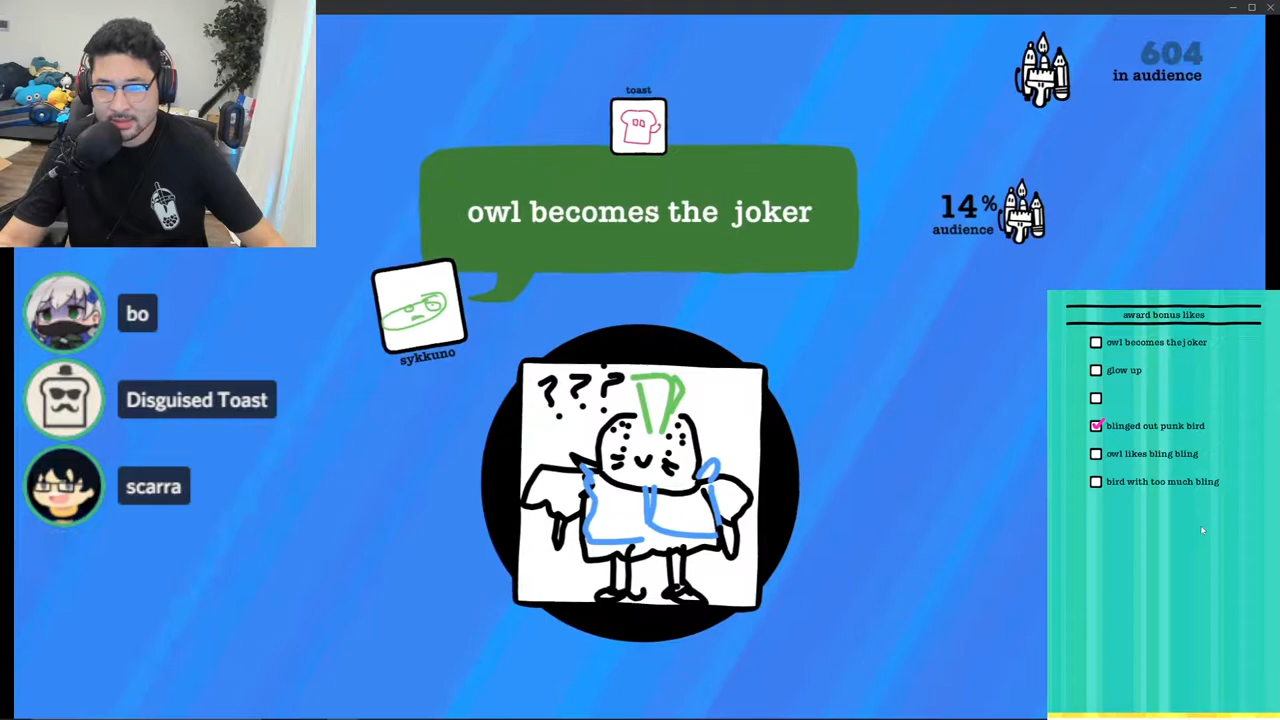 604
in audience
toast
owl becomes the joker
14%
audience
sykkuno
bo
Disguised Toast
scarra
???
award bonus likes
owl becomes the joker
glow up
blinged out punk bird
owl likes bling bling
bird with too much bling